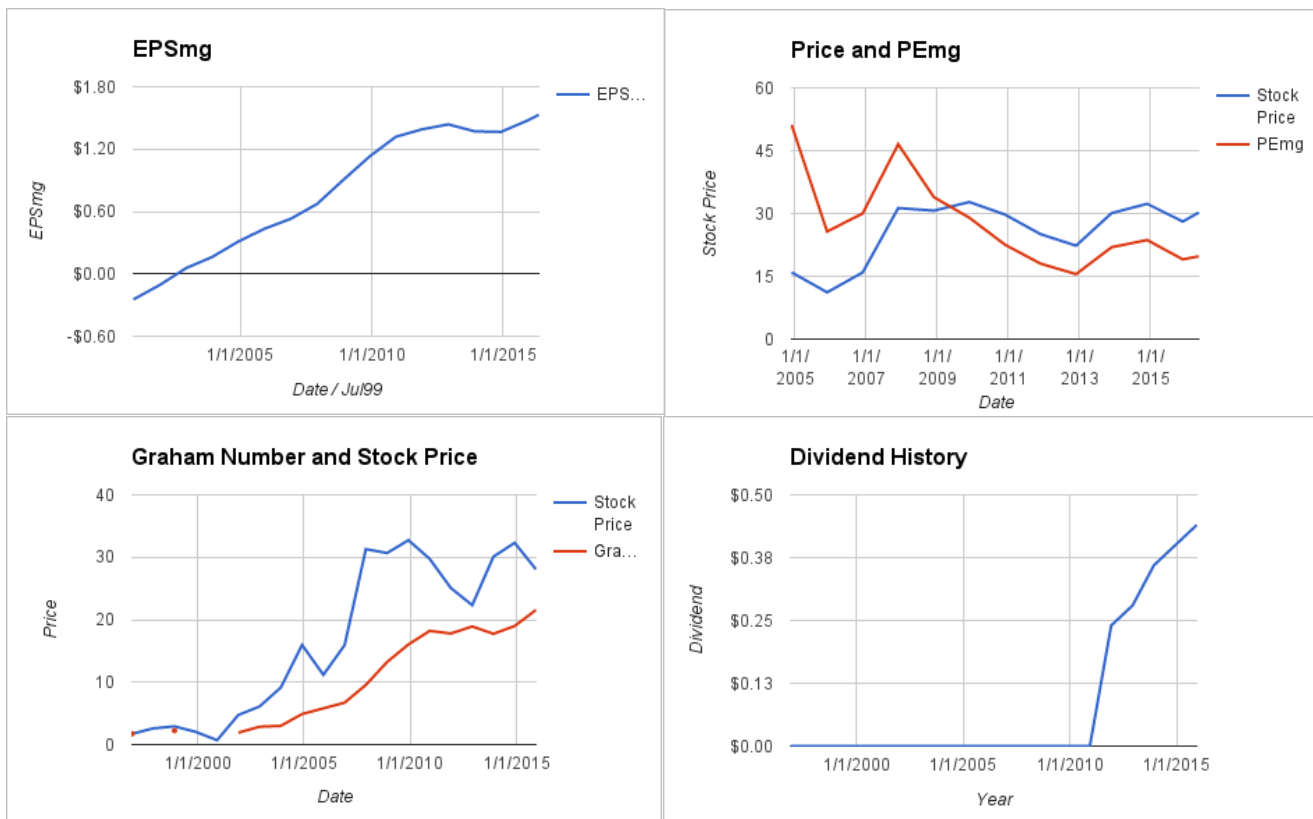 EPSmg
$1.80
$1.20
$0.60
$0.00
-$0.60
EPSmg
1/1/2005
1/1/2010
1/1/2015
Date / Jul99
EPS...
Price and PEmg
60
45
30
15
0
Stock Price
1/1/
2005
1/1/
2007
1/1/
2009
1/1/
2011
1/1/
2013
1/1/
2015
Date
Stock
Price
PEmg
Graham Number and Stock Price
40
30
20
10
0
Price
1/1/2000
1/1/2005
1/1/2010
1/1/2015
Date
Stock
Price
Gra...
Dividend History
$0.50
$0.38
$0.25
$0.13
$0.00
Dividend
1/1/2000
1/1/2005
1/1/2010
1/1/2015
Year